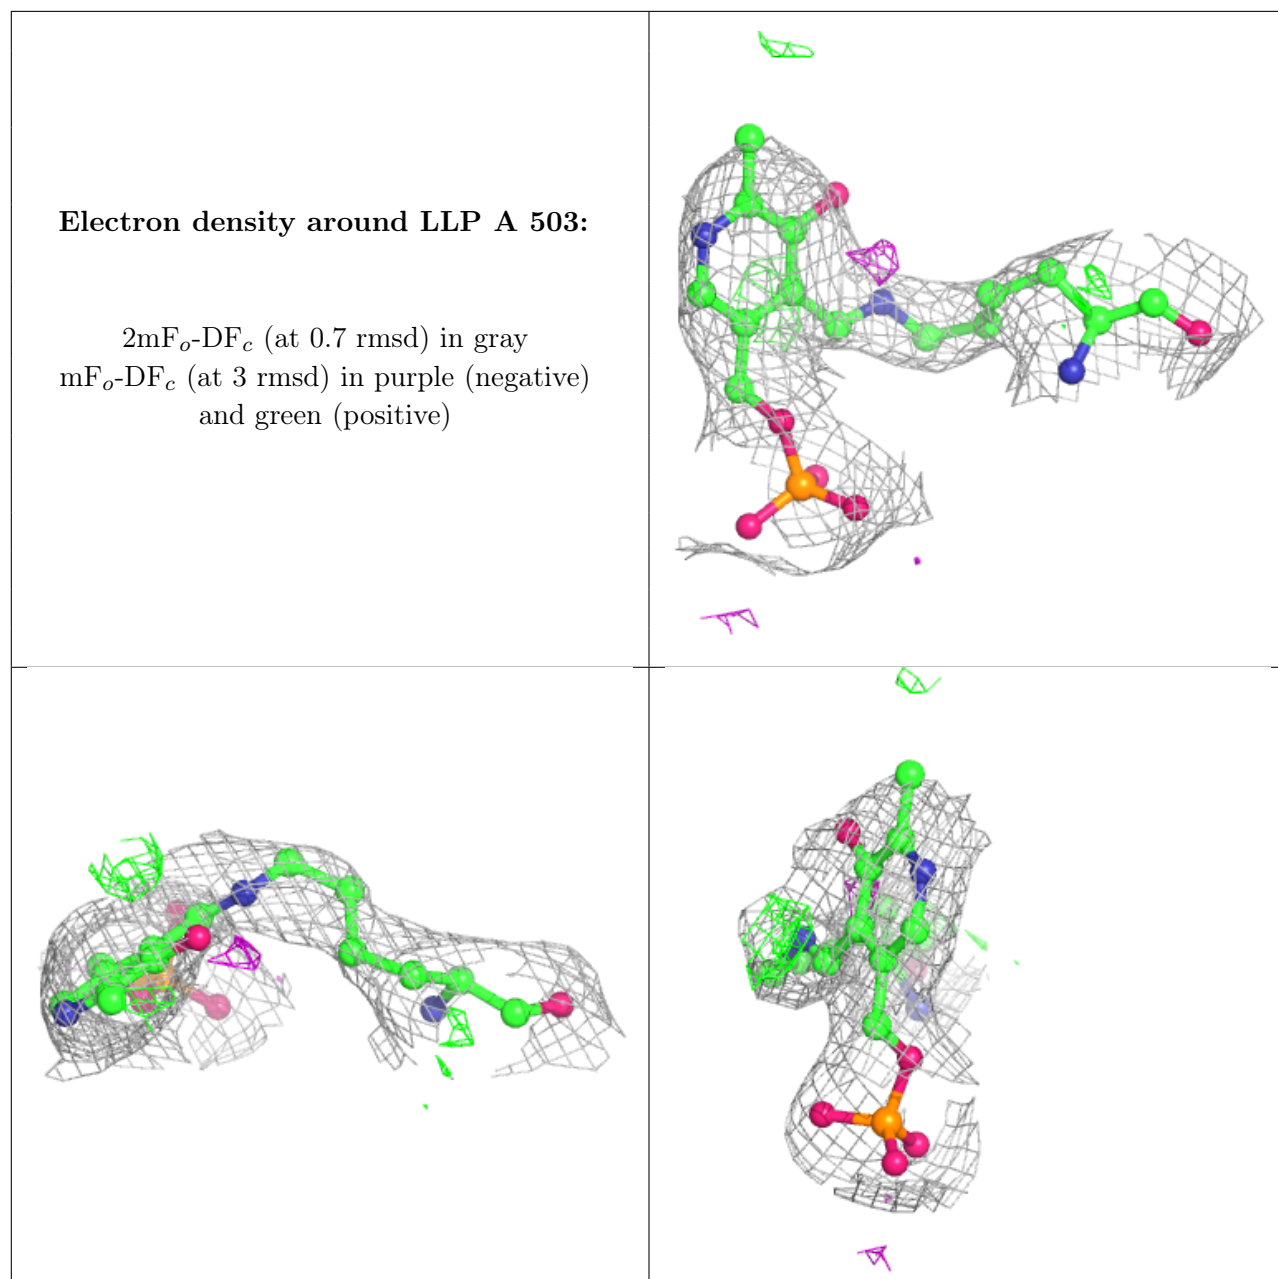 Electron density around LLP A 503:
2mFo-DFc (at 0.7 rmsd) in gray
mFo-DFc (at 3 rmsd) in purple (negative)
and green (positive)